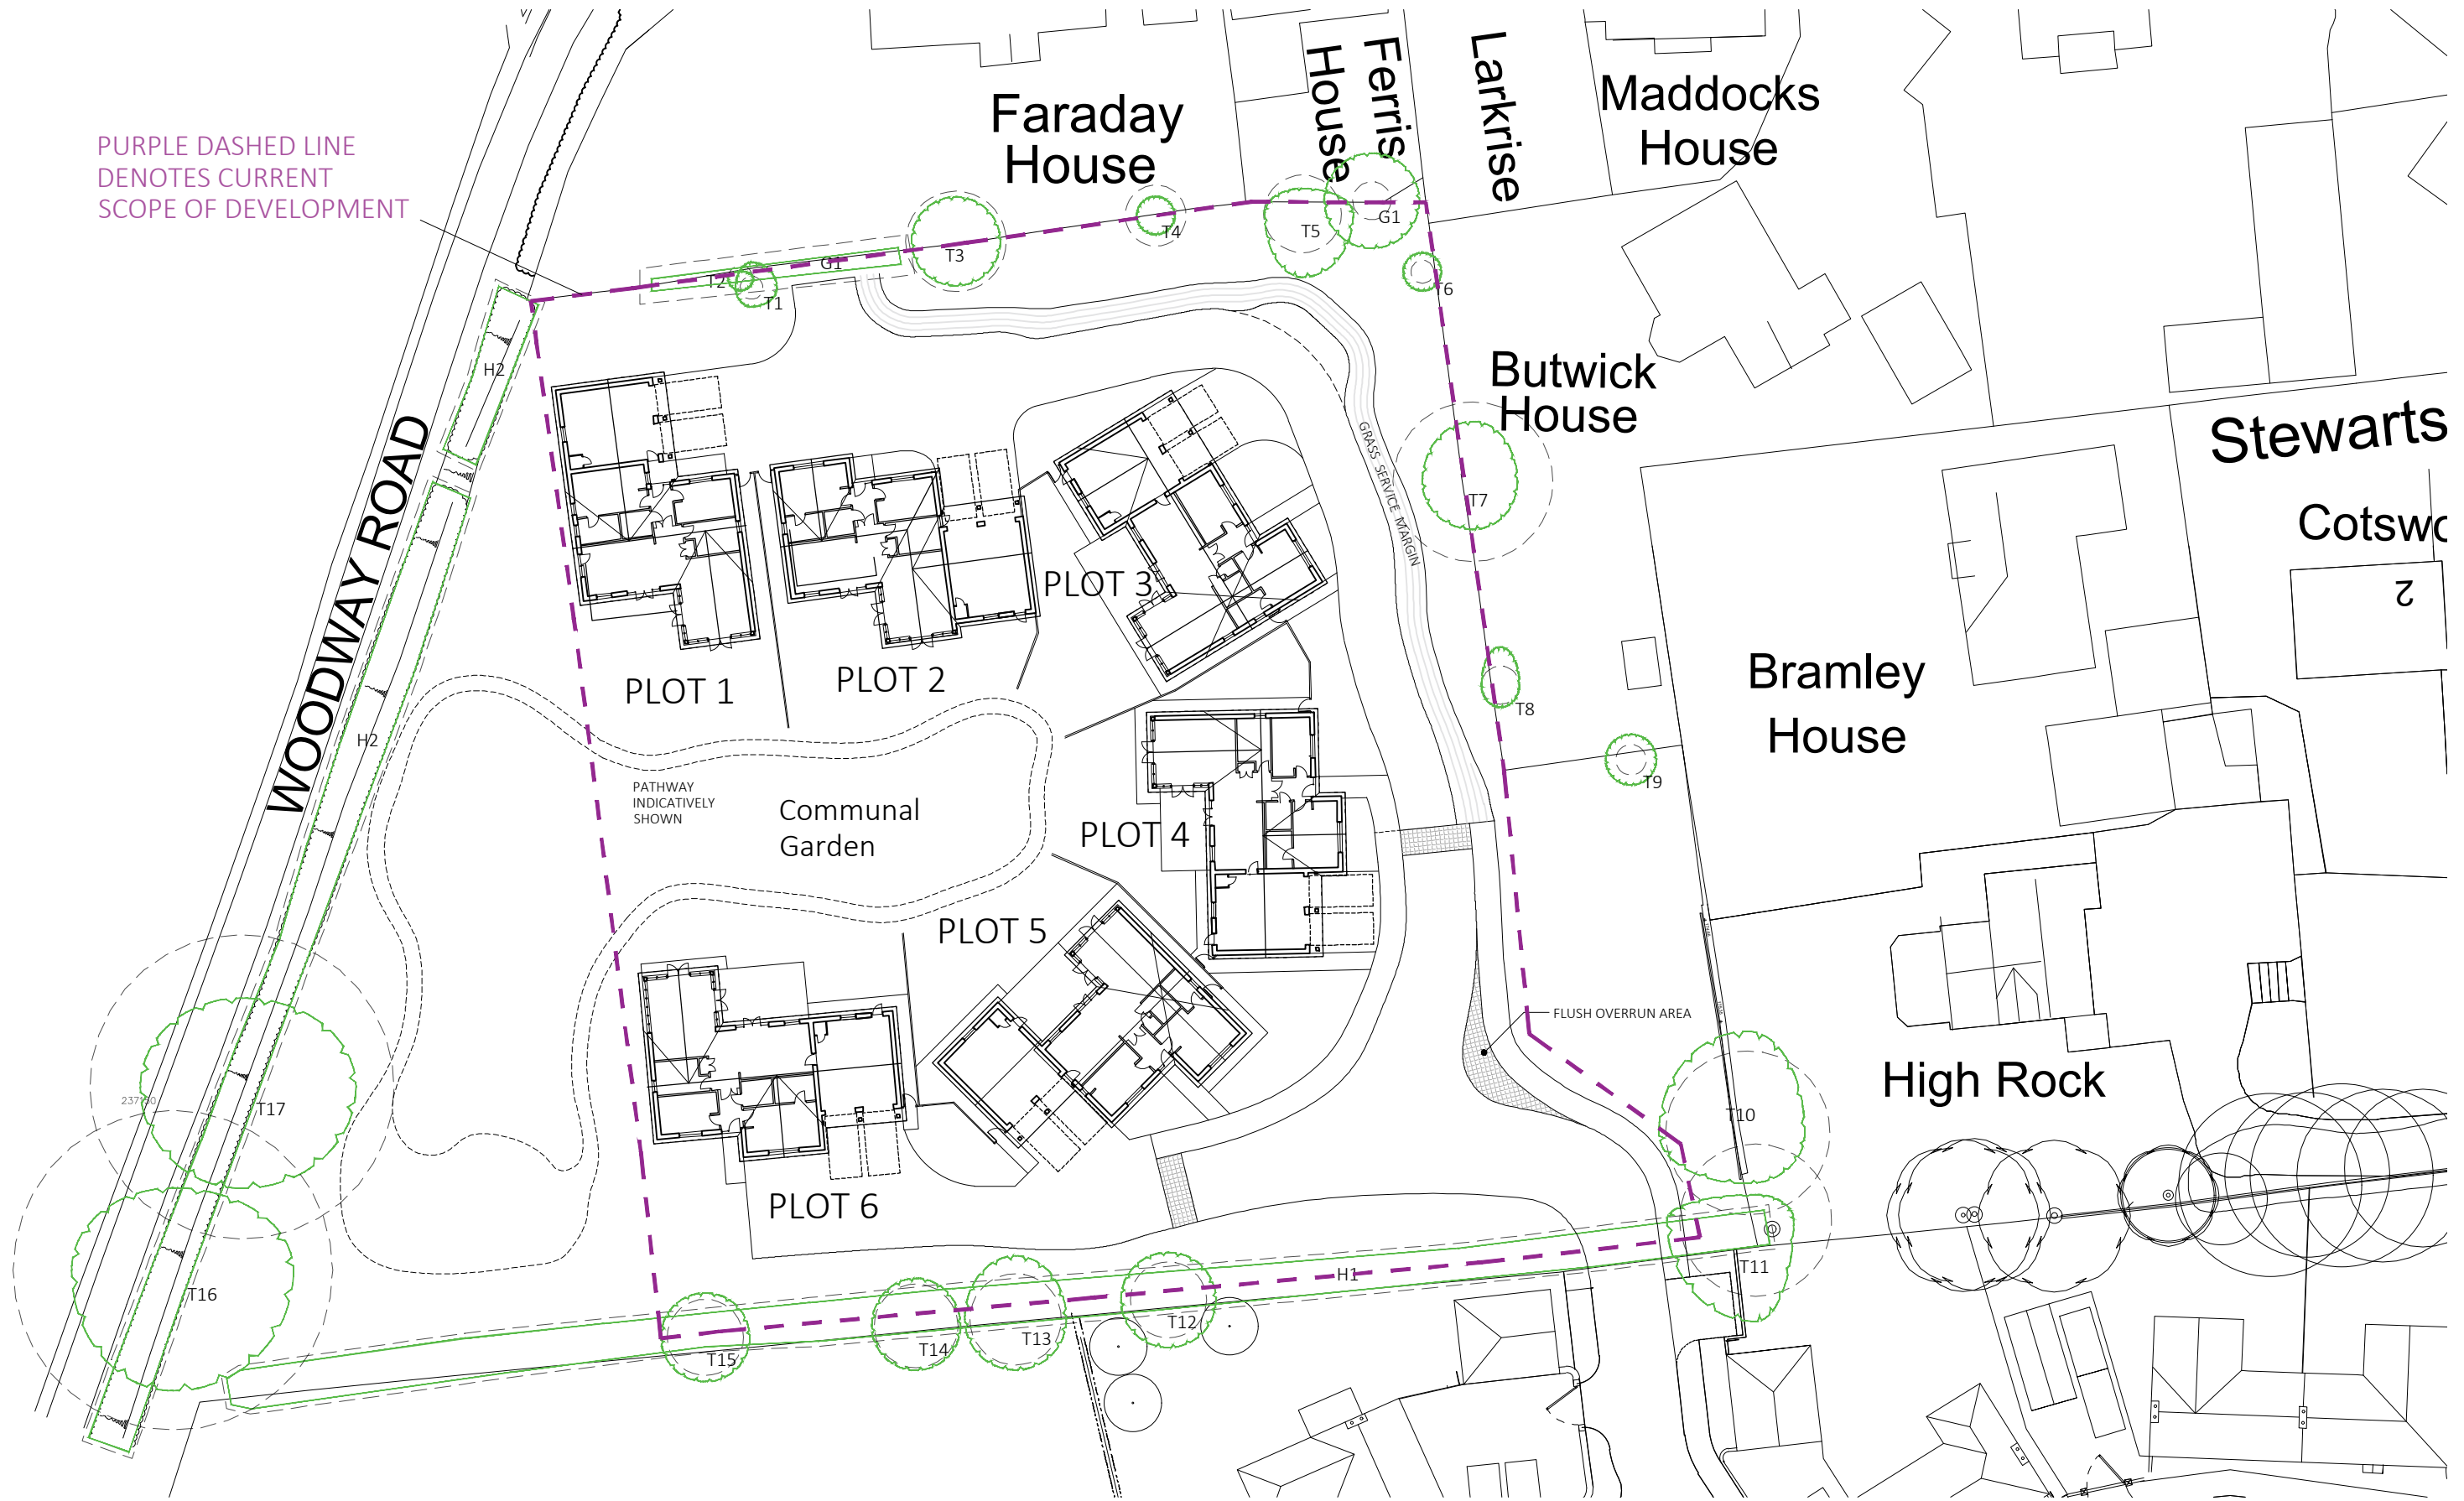 PURPLE DASHED LINE
DENOTES CURRENT
SCOPE OF DEVELOPMENT
Faraday
House
Ferris
House
Larkrise
Maddocks
House
T5
G1
T4
T3
G1
T2
T1
T6
H2
Butwick
House
Stewarts
T7
GRASS SERVICE MARGIN
WOODWAY ROAD
PLOT 3
2
PLOT 1
PLOT 2
Bramley
House
T8
H2
T9
PATHWAY
INDICATIVELY
SHOWN
Communal
Garden
PLOT 4
PLOT 5
FLUSH OVERRUN AREA
High Rock
T17
T10
PLOT 6
T11
H1
T16
T12
T13
T14
T15